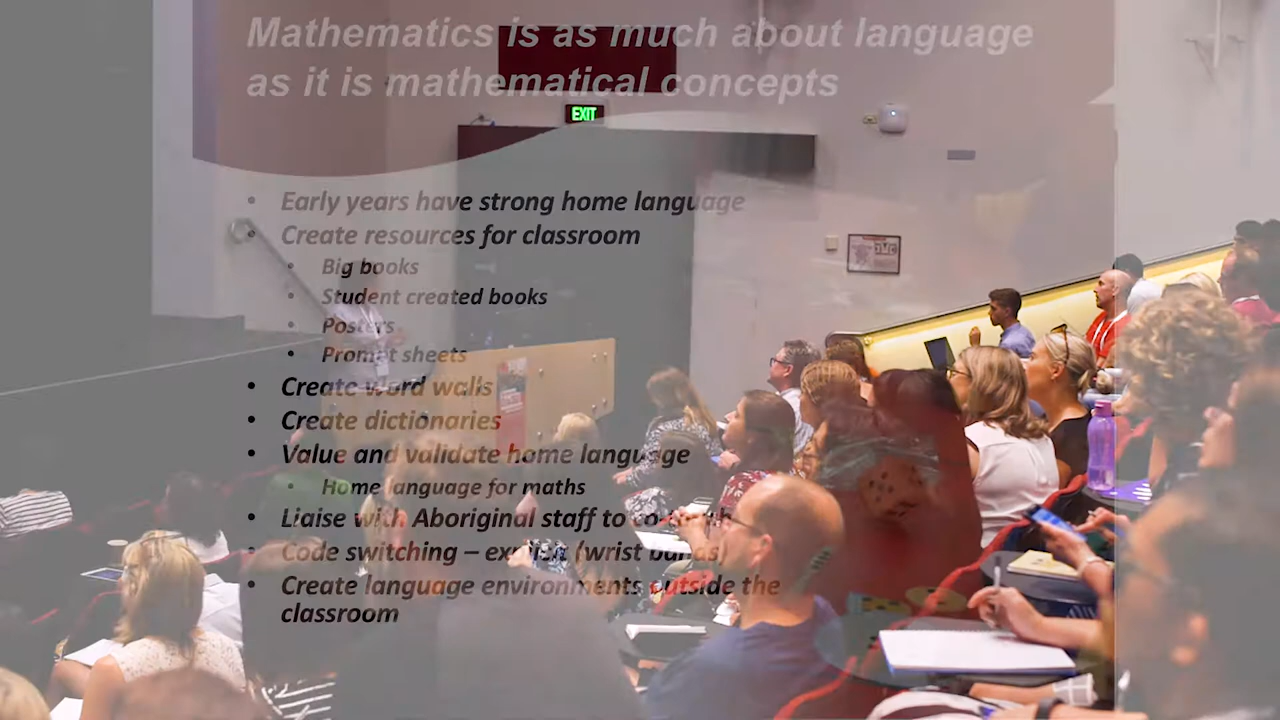 Mathematics is as much about language
as it is mathematical concepts
EXIT
• Early years have strong home language
• Create resources for classroom
• Big books
• Student created books
• Posters
• Prompt sheets
• Create word walls
• Create dictionaries
• Value and validate home language
• Home language for maths
• Liaise with Aboriginal staff to co-teach
• Code switching – explicit (wrist bands)
• Create language environments outside the
classroom